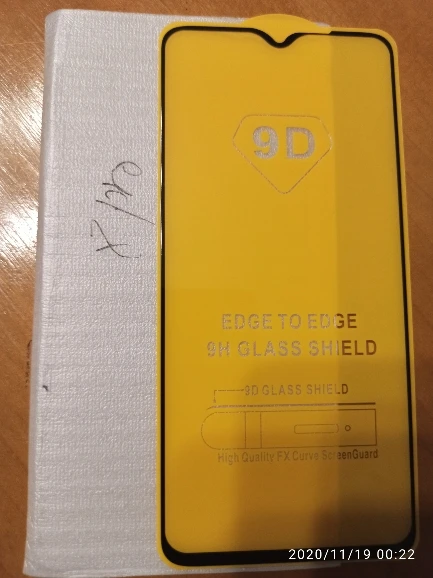 9D
EDGE TO EDGE
9H GLASS SHIELD
9D GLASS SHIELD
High Quality FX Curve ScreenGuard
2020/11/19 00:22